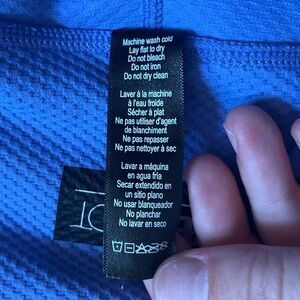 Machine wash cold
Lay flat to dry
Do not bleach
Do not iron
Do not dry clean
Laver à la machine
à l'eau froide
Sécher à plat
Ne pas utiliser d'agent
de blanchiment
Ne pas repasser
Ne pas nettoyer à sec
Lavar a máquina
en agua fría
Secar extendido en
un sitio plano
No usar blanqueador
No planchar
No lavar en seco